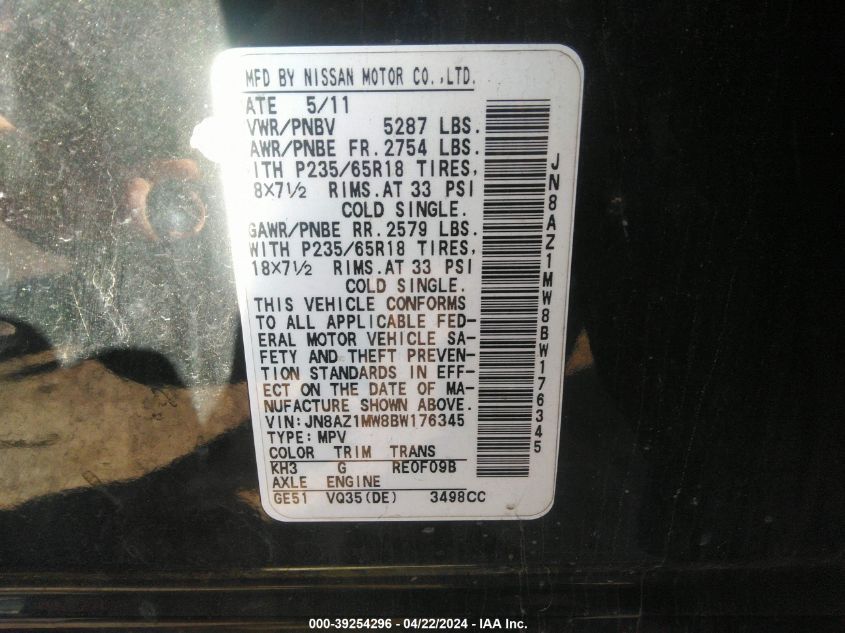 MFD BY NISSAN MOTOR CO.,LTD.
ATE 5/11
VWR/PNBV 5287 LBS.
AWR/PNBE FR. 2754 LBS.
ITH P235/65R18 TIRES,
8X7½ RIMS.AT 33 PSI
COLD SINGLE.
GAWR/PNBE RR. 2579 LBS.
WITH P235/65R18 TIRES,
18X7½ RIMS.AT 33 PSI
COLD SINGLE.
THIS VEHICLE CONFORMS
TO ALL APPLICABLE FED-
ERAL MOTOR VEHICLE SA-
FETY AND THEFT PREVEN-
TION STANDARDS IN EFF-
ECT ON THE DATE OF MA-
NUFACTURE SHOWN ABOVE.
VIN:JN8AZ1MW8BW176345
TYPE:MPV
COLOR TRIM TRANS
KH3 G RE0F09B
AXLE ENGINE
GE51 VQ35(DE) 3498CC
JN8AZ1MW8BW176345
000-39254296 - 04/22/2024 - IAA Inc.